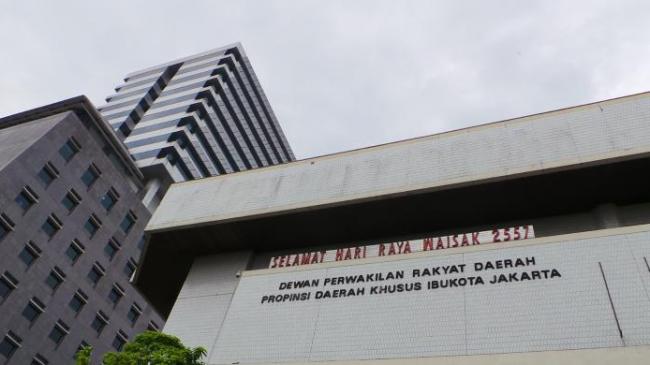 SELAMAT HARI RAYA WAISAK 2557
DEWAN PERWAKILAN RAKYAT DAERAH
PROPINSI DAERAH KHUSUS IBUKOTA JAKARTA